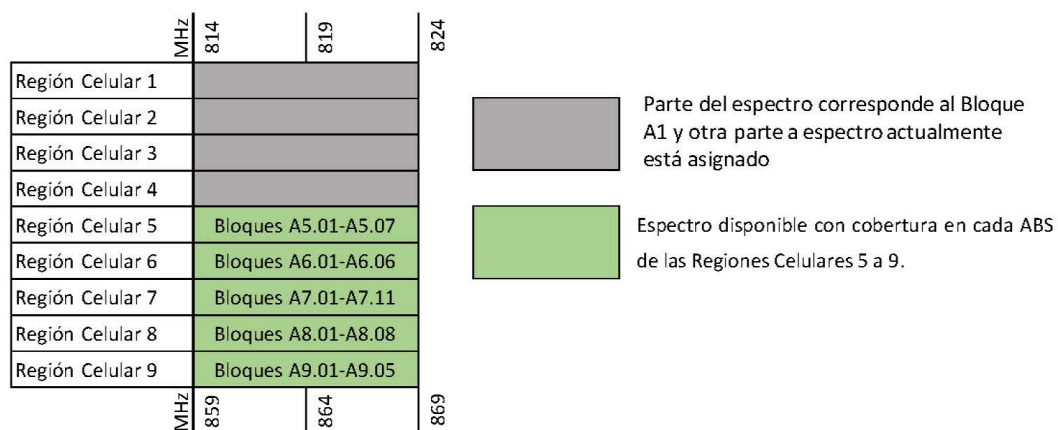 MHz
814
819
824
Región Celular 1
Región Celular 2
Región Celular 3
Región Celular 4
Región Celular 5
Bloques A5.01-A5.07
Región Celular 6
Bloques A6.01-A6.06
Región Celular 7
Bloques A7.01-A7.11
Región Celular 8
Bloques A8.01-A8.08
Región Celular 9
Bloques A9.01-A9.05
MHz
859
864
869
Parte del espectro corresponde al Bloque
A1 y otra parte a espectro actualmente
está asignado
Espectro disponible con cobertura en cada ABS
de las Regiones Celulares 5 a 9.